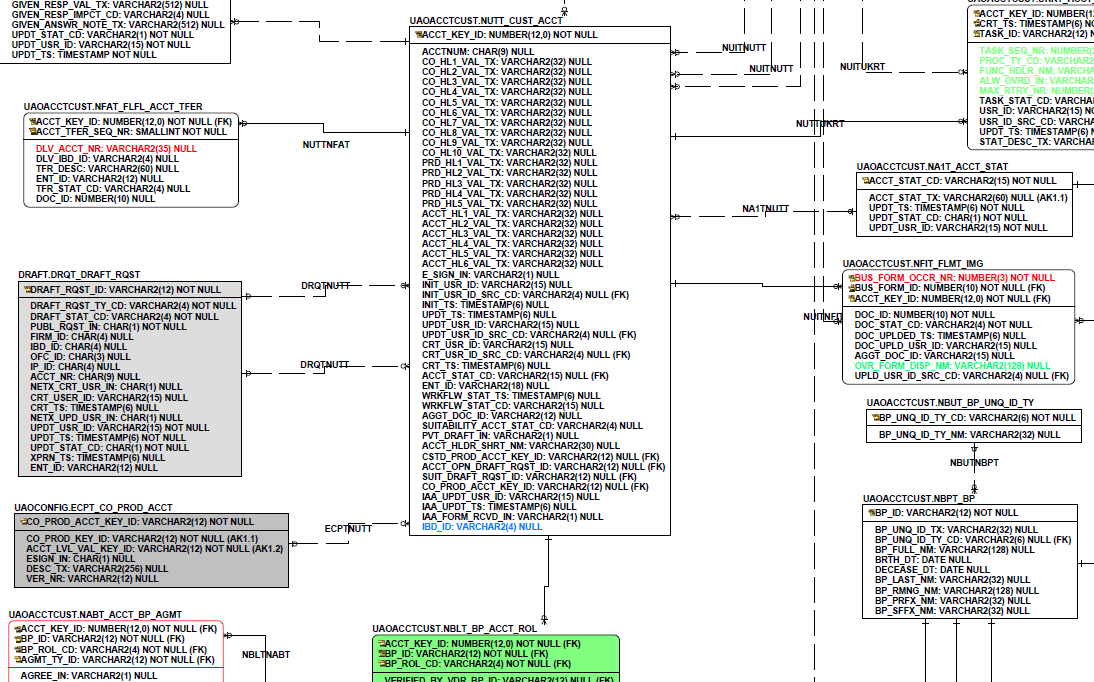 GIVEN_RESP_VAL_TX: VARCHAR2(512) NULL
GIVEN_RESP_IMPCT_CD: VARCHAR2(4) NULL
GIVEN_ANSWR_NOTE_TX: VARCHAR2(512) NULL
UPDT_STAT_CD: VARCHAR2(1) NOT NULL
UPDT_USR_ID: VARCHAR2(15) NOT NULL
UPDT_TS: TIMESTAMP NOT NULL
UAOACCTCUST.NFAT_FLFL_ACCT_TFER
ACCT_KEY_ID: NUMBER(12,0) NOT NULL (FK)
ACCT_TFER_SEQ_NR: SMALLINT NOT NULL
DLV_ACCT_NR: VARCHAR2(35) NULL
DLV_IBD_ID: VARCHAR2(4) NULL
TFR_DESC: VARCHAR2(60) NULL
ENT_ID: VARCHAR2(12) NULL
TFR_STAT_CD: VARCHAR2(4) NULL
DOC_ID: NUMBER(10) NULL
NUTTNFAT
DRAFT.DRQT_DRAFT_RQST
DRAFT_RQST_ID: VARCHAR2(12) NOT NULL
DRAFT_RQST_TY_CD: VARCHAR2(4) NOT NULL
DRAFT_STAT_CD: VARCHAR2(4) NOT NULL
PUBL_RQST_IN: CHAR(1) NOT NULL
FIRM_ID: CHAR(4) NULL
IBD_ID: CHAR(4) NULL
OFC_ID: CHAR(3) NULL
IP_ID: CHAR(4) NULL
ACCT_NR: CHAR(9) NULL
NETX_CRT_USR_IN: CHAR(1) NULL
CRT_USER_ID: VARCHAR2(15) NULL
CRT_TS: TIMESTAMP(6) NULL
NETX_UPD_USR_IN: CHAR(1) NULL
UPDT_USR_ID: VARCHAR2(15) NOT NULL
UPDT_TS: TIMESTAMP(6) NOT NULL
UPDT_STAT_CD: CHAR(1) NOT NULL
XPRN_TS: TIMESTAMP(6) NULL
ENT_ID: VARCHAR2(12) NULL
DRQTNUTT
DRQTNUTT
UAOCONFIG.ECPT_CO_PROD_ACCT
CO_PROD_ACCT_KEY_ID: VARCHAR2(12) NOT NULL
CO_PROD_KEY_ID: VARCHAR2(12) NOT NULL (AK1.1)
ACCT_LVL_VAL_KEY_ID: VARCHAR2(12) NOT NULL (AK1.2)
ESIGN_IN: CHAR(1) NULL
DESC_TX: VARCHAR2(256) NULL
VER_NR: VARCHAR2(12) NULL
ECPTNUTT
UAOACCTCUST.NABT_ACCT_BP_AGMT
ACCT_KEY_ID: NUMBER(12,0) NOT NULL (FK)
BP_ID: VARCHAR2(12) NOT NULL (FK)
BP_ROL_CD: VARCHAR2(4) NOT NULL (FK)
AGMT_TY_ID: VARCHAR2(12) NOT NULL (FK)
AGREE_IN: VARCHAR2(1) NULL
NBLTNABT
UAOACCTCUST.NUTT_CUST_ACCT
ACCT_KEY_ID: NUMBER(12,0) NOT NULL
ACCTNUM: CHAR(9) NULL
CO_HL1_VAL_TX: VARCHAR2(32) NULL
CO_HL2_VAL_TX: VARCHAR2(32) NULL
CO_HL3_VAL_TX: VARCHAR2(32) NULL
CO_HL4_VAL_TX: VARCHAR2(32) NULL
CO_HL5_VAL_TX: VARCHAR2(32) NULL
CO_HL6_VAL_TX: VARCHAR2(32) NULL
CO_HL7_VAL_TX: VARCHAR2(32) NULL
CO_HL8_VAL_TX: VARCHAR2(32) NULL
CO_HL9_VAL_TX: VARCHAR2(32) NULL
CO_HL10_VAL_TX: VARCHAR2(32) NULL
PRD_HL1_VAL_TX: VARCHAR2(32) NULL
PRD_HL2_VAL_TX: VARCHAR2(32) NULL
PRD_HL3_VAL_TX: VARCHAR2(32) NULL
PRD_HL4_VAL_TX: VARCHAR2(32) NULL
PRD_HL5_VAL_TX: VARCHAR2(32) NULL
ACCT_HL1_VAL_TX: VARCHAR2(32) NULL
ACCT_HL2_VAL_TX: VARCHAR2(32) NULL
ACCT_HL3_VAL_TX: VARCHAR2(32) NULL
ACCT_HL4_VAL_TX: VARCHAR2(32) NULL
ACCT_HL5_VAL_TX: VARCHAR2(32) NULL
ACCT_HL6_VAL_TX: VARCHAR2(32) NULL
E_SIGN_IN: VARCHAR2(1) NULL
INIT_USR_ID: VARCHAR2(15) NULL
INIT_USR_ID_SRC_CD: VARCHAR2(4) NULL (FK)
INIT_TS: TIMESTAMP(6) NULL
UPDT_TS: TIMESTAMP(6) NULL
UPDT_USR_ID: VARCHAR2(15) NULL
UPDT_USR_ID_SRC_CD: VARCHAR2(4) NULL (FK)
CRT_USR_ID: VARCHAR2(15) NULL
CRT_USR_ID_SRC_CD: VARCHAR2(4) NULL (FK)
CRT_TS: TIMESTAMP(6) NULL
ACCT_STAT_CD: VARCHAR2(15) NULL (FK)
ENT_ID: VARCHAR2(18) NULL
WRKFLW_STAT_TS: TIMESTAMP(6) NULL
WRKFLW_STAT_CD: VARCHAR2(15) NULL
AGGT_DOC_ID: VARCHAR2(12) NULL
SUITABILITY_ACCT_STAT_CD: VARCHAR2(4) NULL
PVT_DRAFT_IN: VARCHAR2(1) NULL
ACCT_HLDR_SHRT_NM: VARCHAR2(30) NULL
CSTD_PROD_ACCT_KEY_ID: VARCHAR2(12) NULL (FK)
ACCT_OPN_DRAFT_RQST_ID: VARCHAR2(12) NULL (FK)
SUIT_DRAFT_RQST_ID: VARCHAR2(12) NULL (FK)
CO_PROD_ACCT_KEY_ID: VARCHAR2(12) NULL (FK)
IAA_UPDT_USR_ID: VARCHAR2(15) NULL
IAA_UPDT_TS: TIMESTAMP(6) NULL
IAA_FORM_RCVD_IN: VARCHAR2(1) NULL
IBD_ID: VARCHAR2(4) NULL
UAOACCTCUST.NBLT_BP_ACCT_ROL
ACCT_KEY_ID: NUMBER(12,0) NOT NULL (FK)
BP_ID: VARCHAR2(12) NOT NULL (FK)
BP_ROL_CD: VARCHAR2(4) NOT NULL (FK)
VERIFIED_BY_VDR_BP_ID: VARCHAR2(12) NULL (FK)
NUITNUTT
NUITNUTT
NUITUKRT
NUTTUKRT
NA1TNUTT
ACCT_KEY_ID: NUMBER(12
CRT_TS: TIMESTAMP(6) NO
TASK_ID: VARCHAR2(12) N
TASK_SEQ_NR: NUMBER(
PROC_TY_CD: VARCHAR2
FUNC_HDLR_NM: VARCHA
ALW_OVRD_IN: VARCHAR
MAX_RTRY_NR: NUMBER(
TASK_STAT_CD: VARCHA
USR_ID: VARCHAR2(15) N
USR_ID_SRC_CD: VARCHA
UPDT_TS: TIMESTAMP(6) N
STAT_DESC_TX: VARCHAR
UAOACCTCUST.NA1T_ACCT_STAT
ACCT_STAT_CD: VARCHAR2(15) NOT NULL
ACCT_STAT_TX: VARCHAR2(60) NULL (AK1.1)
UPDT_TS: TIMESTAMP(6) NOT NULL
UPDT_STAT_CD: CHAR(1) NOT NULL
UPDT_USR_ID: VARCHAR2(15) NOT NULL
UAOACCTCUST.NFIT_FLMT_IMG
BUS_FORM_OCCR_NR: NUMBER(3) NOT NULL
BUS_FORM_ID: NUMBER(10) NOT NULL (FK)
ACCT_KEY_ID: NUMBER(12,0) NOT NULL (FK)
DOC_ID: NUMBER(10) NOT NULL
DOC_STAT_CD: VARCHAR2(4) NOT NULL
DOC_UPLDED_TS: TIMESTAMP(6) NULL
DOC_UPLD_USR_ID: VARCHAR2(15) NULL
AGGT_DOC_ID: VARCHAR2(15) NULL
OVR_FORM_DISP_NM: VARCHAR2(128) NULL
UPLD_USR_ID_SRC_CD: VARCHAR2(4) NULL (FK)
NUITNFIT
UAOACCTCUST.NBUT_BP_UNQ_ID_TY
BP_UNQ_ID_TY_CD: VARCHAR2(6) NOT NULL
BP_UNQ_ID_TY_NM: VARCHAR2(32) NULL
NBUTNBPT
UAOACCTCUST.NBPT_BP
BP_ID: VARCHAR2(12) NOT NULL
BP_UNQ_ID_TX: VARCHAR2(32) NULL
BP_UNQ_ID_TY_CD: VARCHAR2(6) NULL (FK)
BP_FULL_NM: VARCHAR2(128) NULL
BRTH_DT: DATE NULL
DECEASE_DT: DATE NULL
BP_LAST_NM: VARCHAR2(32) NULL
BP_RMNG_NM: VARCHAR2(128) NULL
BP_PRFX_NM: VARCHAR2(32) NULL
BP_SFFX_NM: VARCHAR2(32) NULL